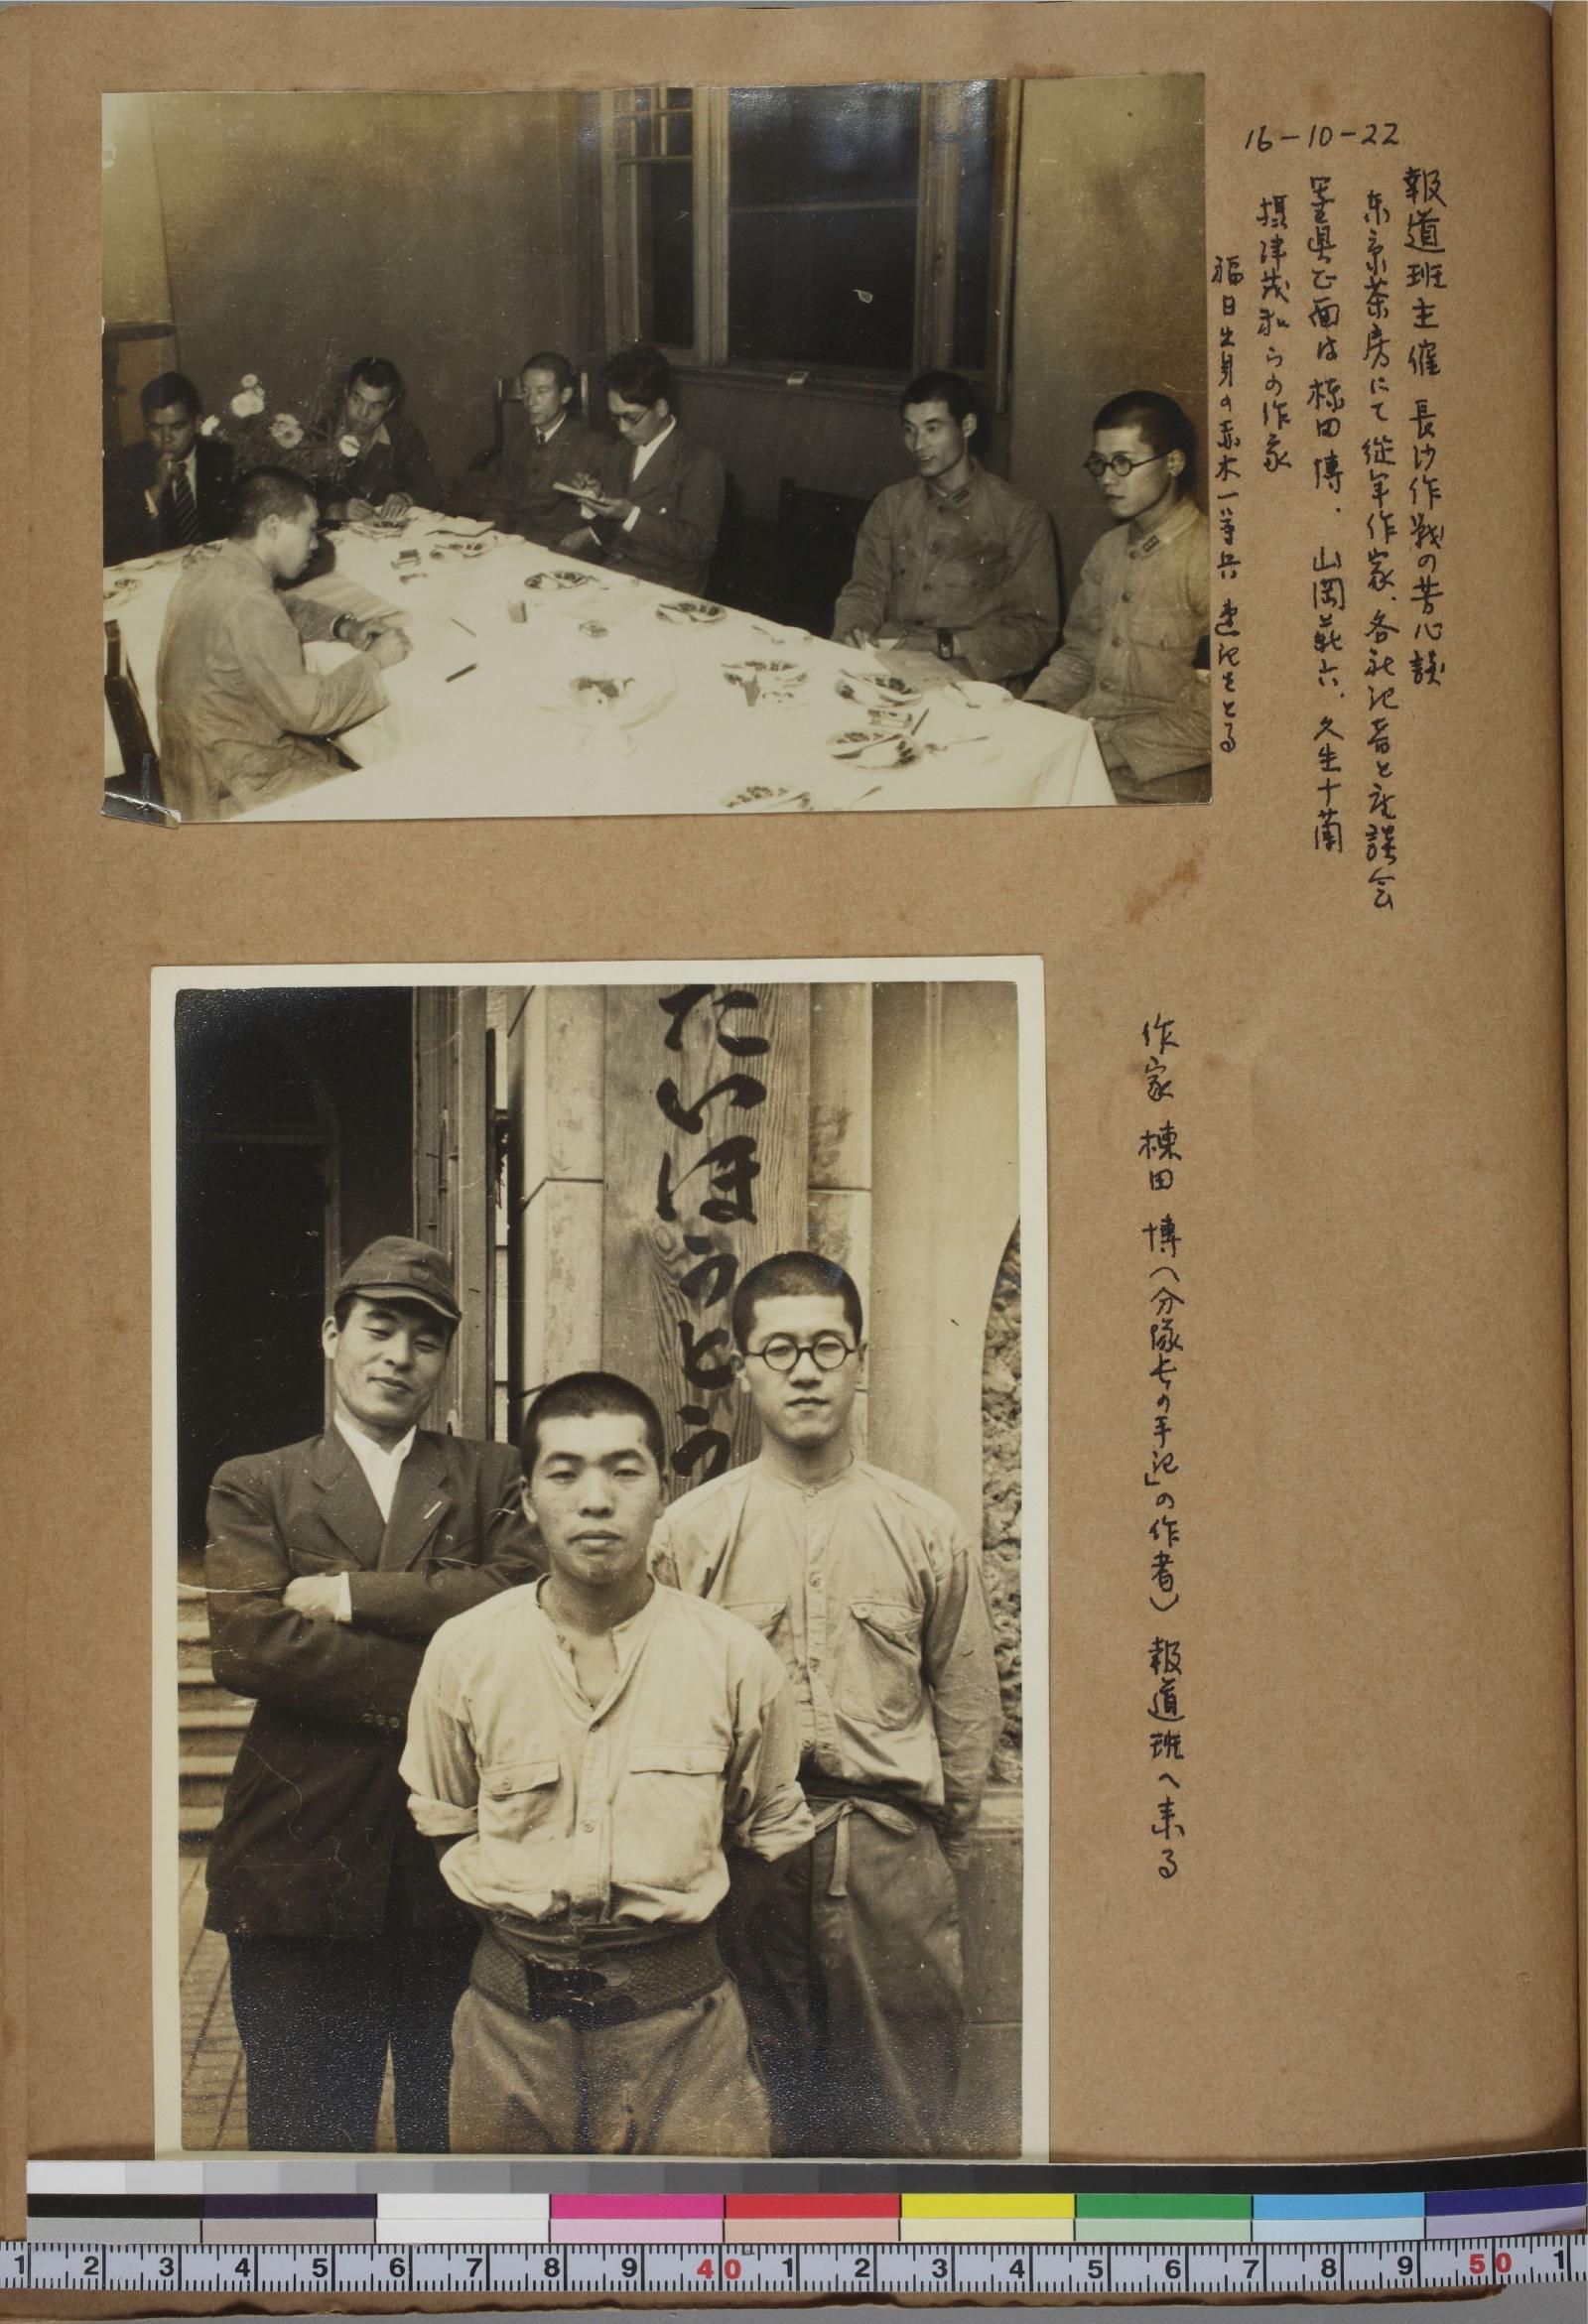 16-10-22
報道班主催 長沙作戦の苦心談
東京茶房にて従軍作家、各社記者と座談会
写真正面は棟田博、山岡荘八、久生十蘭
摂津茂和らの作家
福日出身の赤木一等兵 速記をとる
たいほうどう
作家 棟田 博(「分隊長の手記」の作者) 報道班へ来る
1 2 3 4 5 6 7 8 9 40 1 2 3 4 5 6 7 8 9 50 1